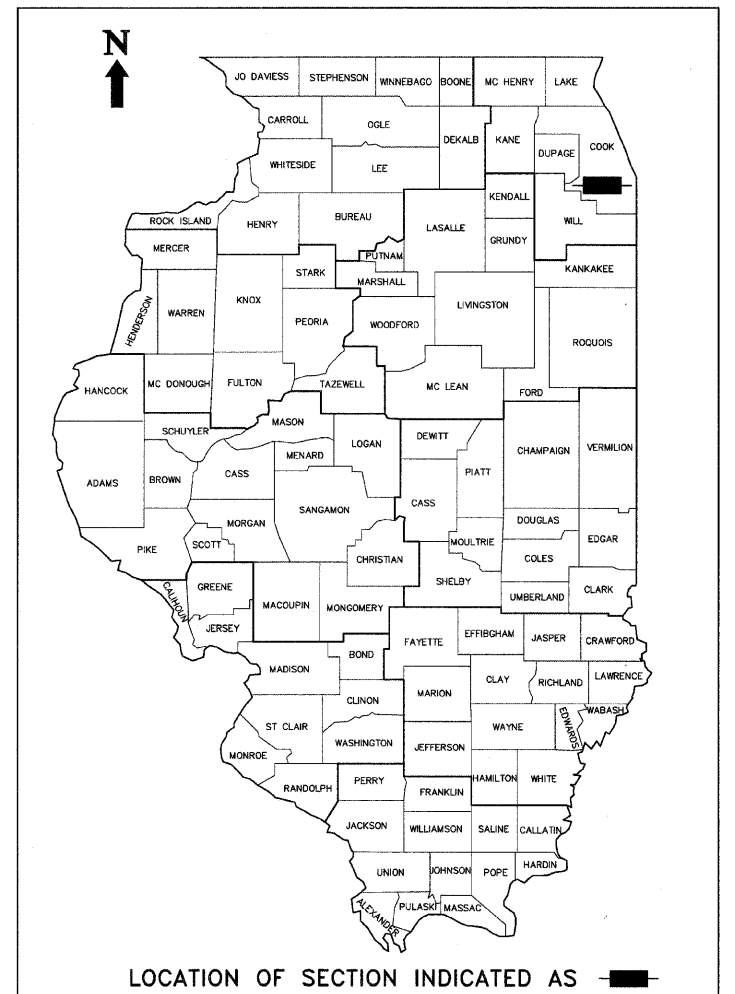 N
JO DAVIESS STEPHENSON WINNEBAGO BOONE MC HENRY LAKE
CARROLL OGLE DEKALB KANE COOK
DUPAGE
WHITESIDE LEE
KENDALL
ROCK ISLAND HENRY BUREAU LASALLE WILL
GRUNDY
MERCER PUTNAM
STARK KANKAKEE
MARSHALL
HENDERSON WARREN KNOX PEORIA WOODFORD LIVINGSTON
ROQUOIS
HANCOCK MC DONOUGH FULTON TAZEWELL MC LEAN FORD
MASON
SCHUYLER LOGAN DEWITT
MENARD CHAMPAIGN VERMILION
ADAMS BROWN CASS PIATT
CASS
SANGAMON
MORGAN DOUGLAS
PIKE SCOTT CHRISTIAN MOULTRIE EDGAR
COLES
SHELBY
GREENE UMBERLAND CLARK
CALIHOUN MACOUPIN MONGOMERY
JERSEY FAYETTE EFFIBGHAM JASPER CRAWFORD
BOND
MADISON CLAY RICHLAND LAWRENCE
CLINON MARION
WABASH
ST CLAIR WAYNE EDWARDS
MONROE WASHINGTON JEFFERSON
RANDOLPH PERRY HAMILTON WHITE
FRANKLIN
JACKSON WILLIAMSON SALINE CALLATIN
UNION JOHNSON POPE HARDIN
ALEXANDER PULASKI MASSAC
LOCATION OF SECTION INDICATED AS